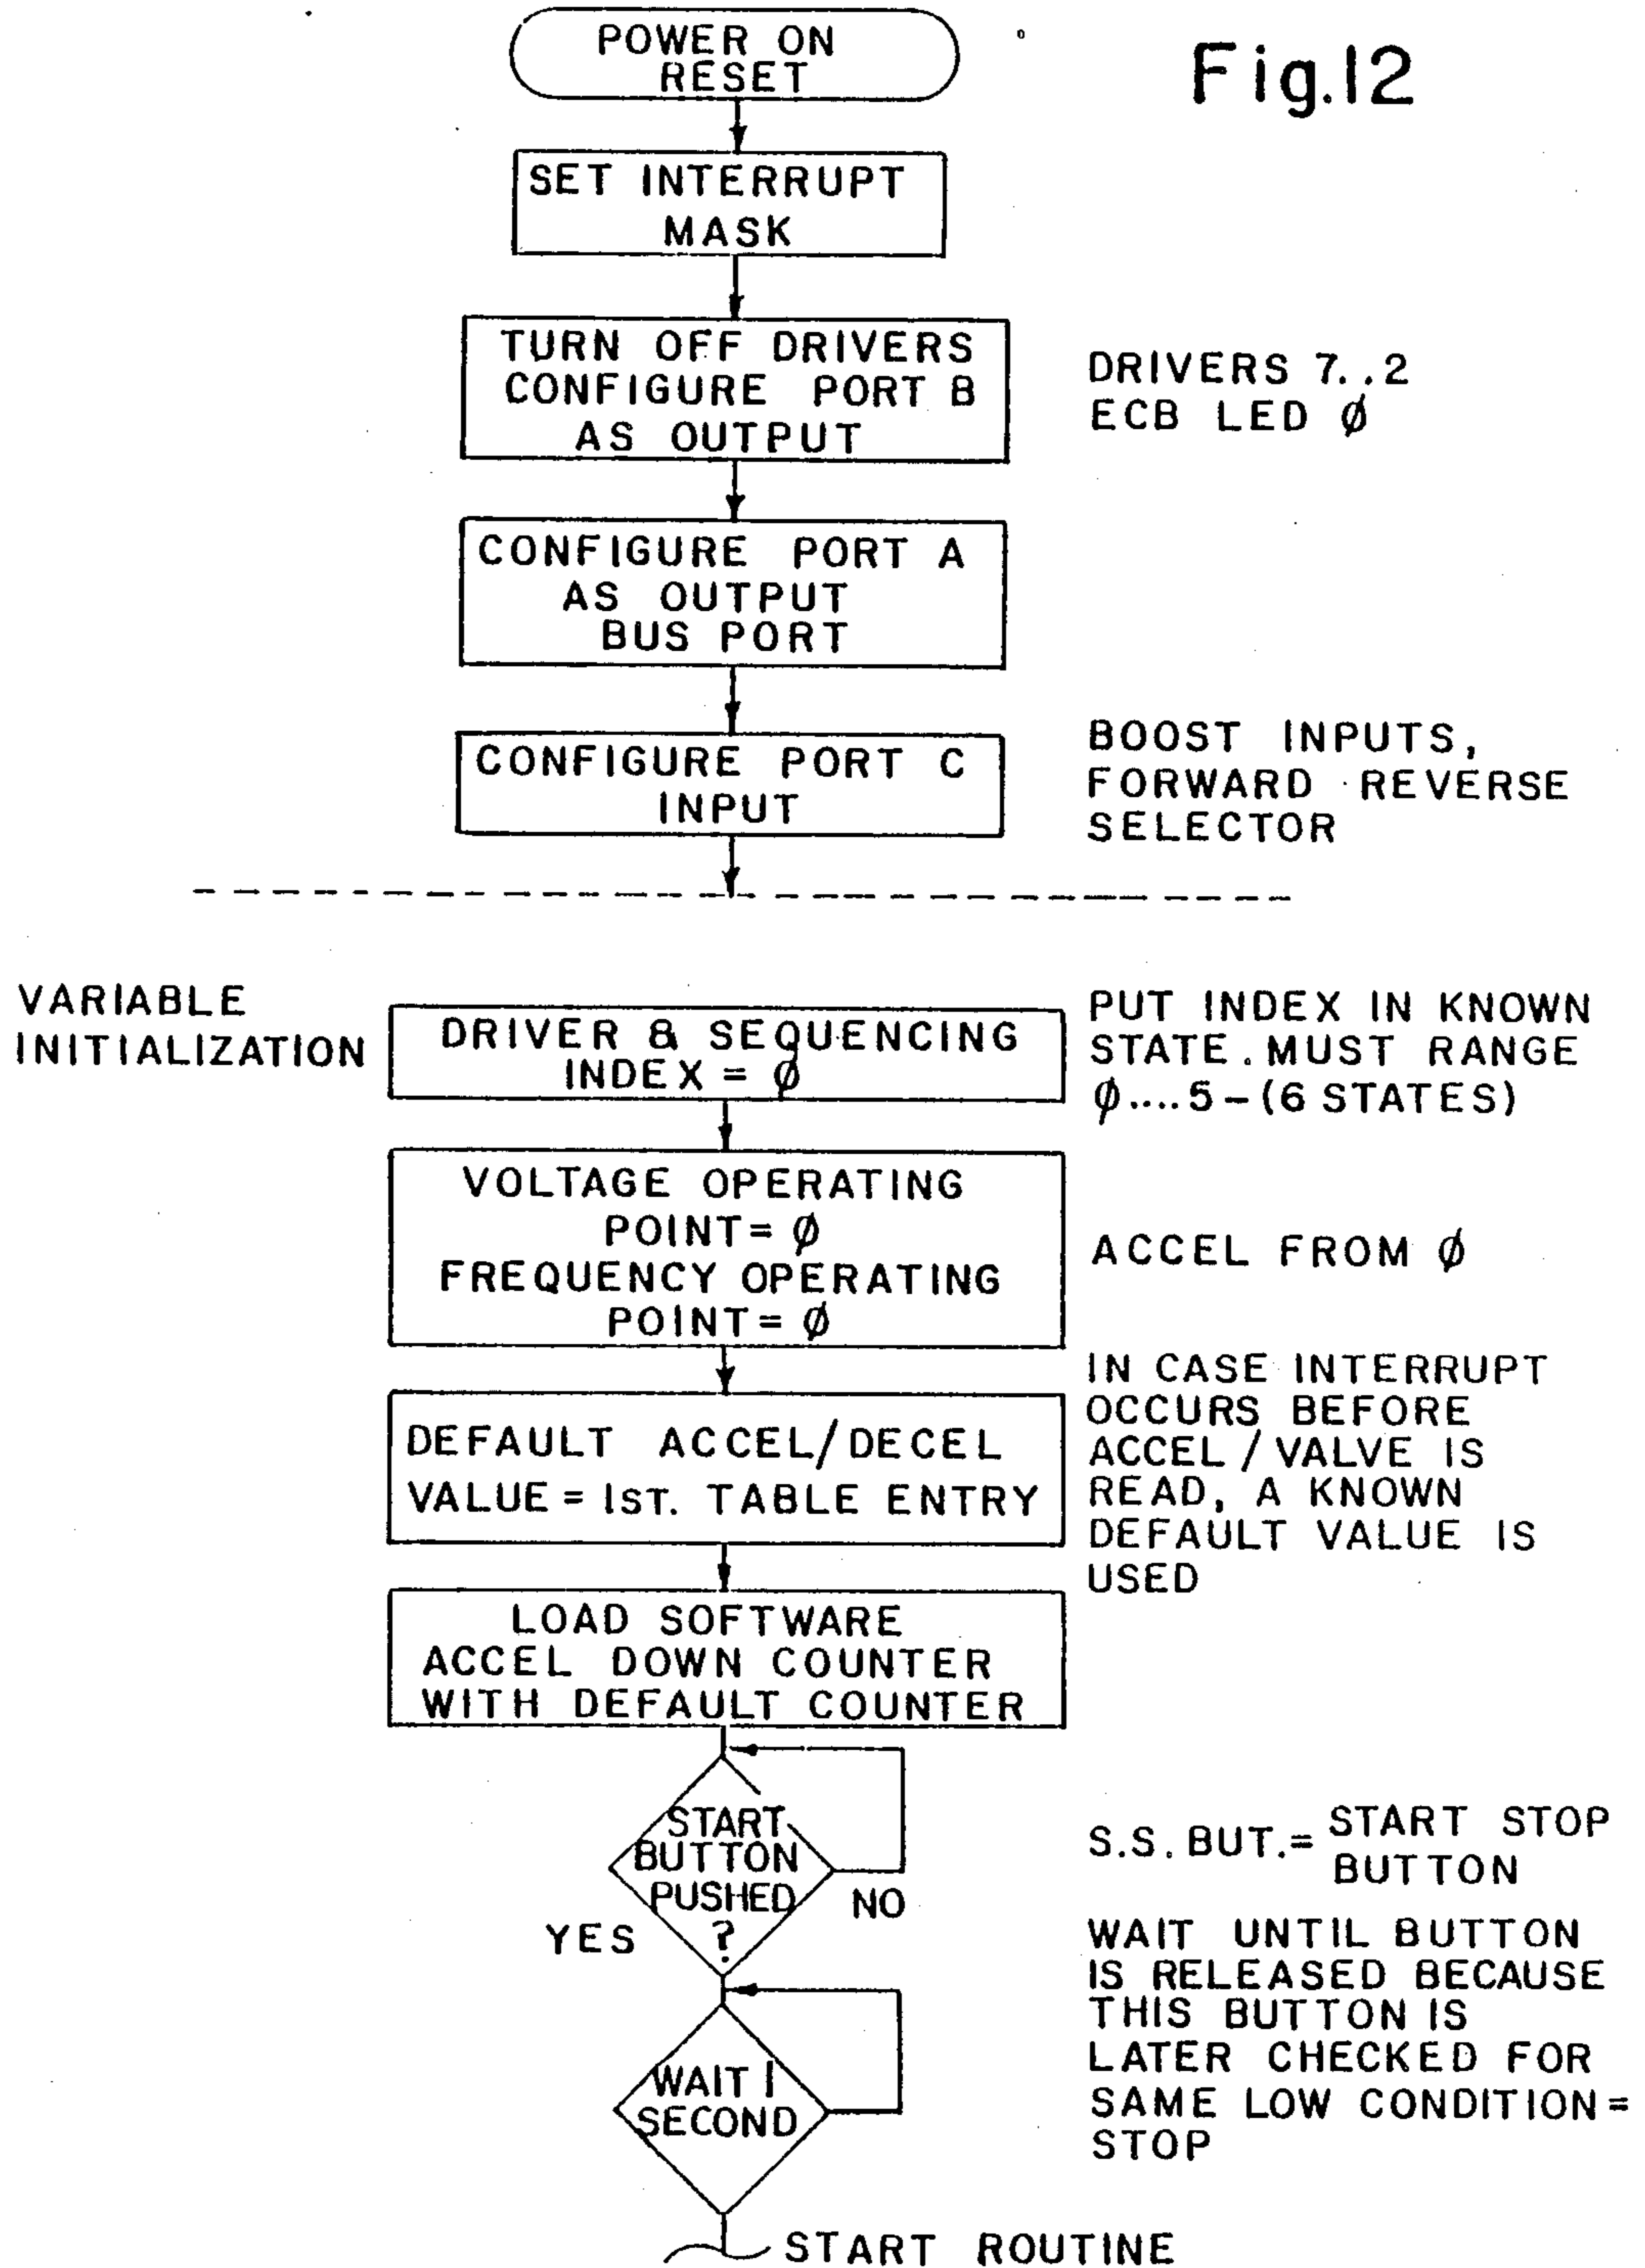 POWER ON
RESET
Fig.12
SET INTERRUPT
MASK
TURN OFF DRIVERS
CONFIGURE PORT B
AS OUTPUT
DRIVERS 7..2
ECB LED Ø
CONFIGURE PORT A
AS OUTPUT
BUS PORT
CONFIGURE PORT C
INPUT
BOOST INPUTS,
FORWARD REVERSE
SELECTOR
VARIABLE
INITIALIZATION
DRIVER & SEQUENCING
INDEX = Ø
PUT INDEX IN KNOWN
STATE. MUST RANGE
Ø....5-(6 STATES)
VOLTAGE OPERATING
POINT= Ø
FREQUENCY OPERATING
POINT= Ø
ACCEL FROM Ø
DEFAULT ACCEL/DECEL
VALUE = 1ST. TABLE ENTRY
IN CASE INTERRUPT
OCCURS BEFORE
ACCEL/VALVE IS
READ, A KNOWN
DEFAULT VALUE IS
USED
LOAD SOFTWARE
ACCEL DOWN COUNTER
WITH DEFAULT COUNTER
START
BUTTON
PUSHED
?
NO
YES
S.S. BUT.= START STOP
BUTTON
WAIT 1
SECOND
WAIT UNTIL BUTTON
IS RELEASED BECAUSE
THIS BUTTON IS
LATER CHECKED FOR
SAME LOW CONDITION=
STOP
START ROUTINE